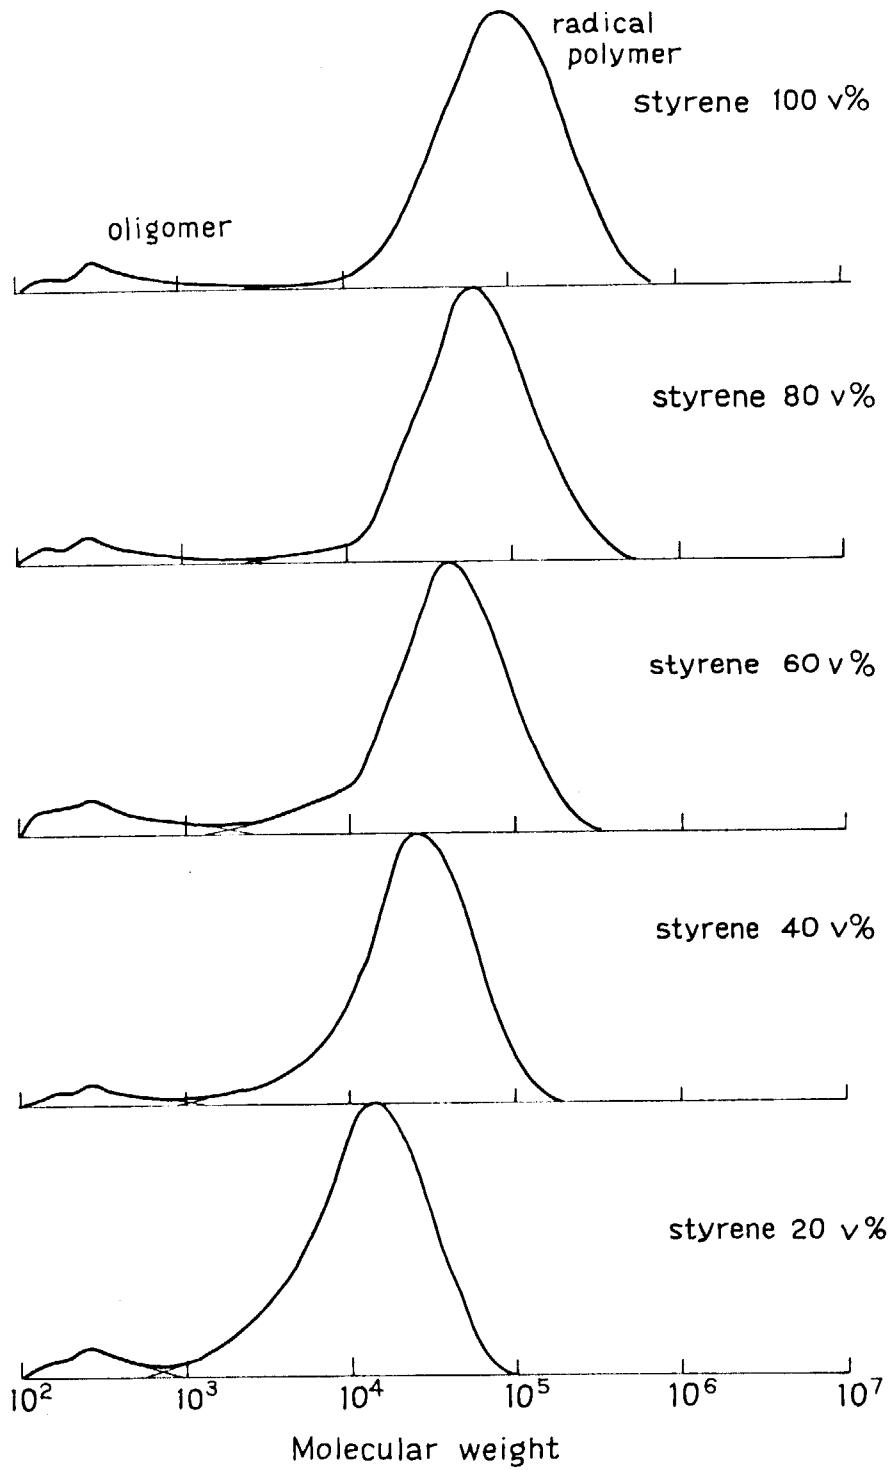 radical
polymer
styrene 100 v%
oligomer
styrene 80 v%
styrene 60 v%
styrene 40 v%
styrene 20 v%
10² 10³ 10⁴ 10⁵ 10⁶ 10⁷
Molecular weight